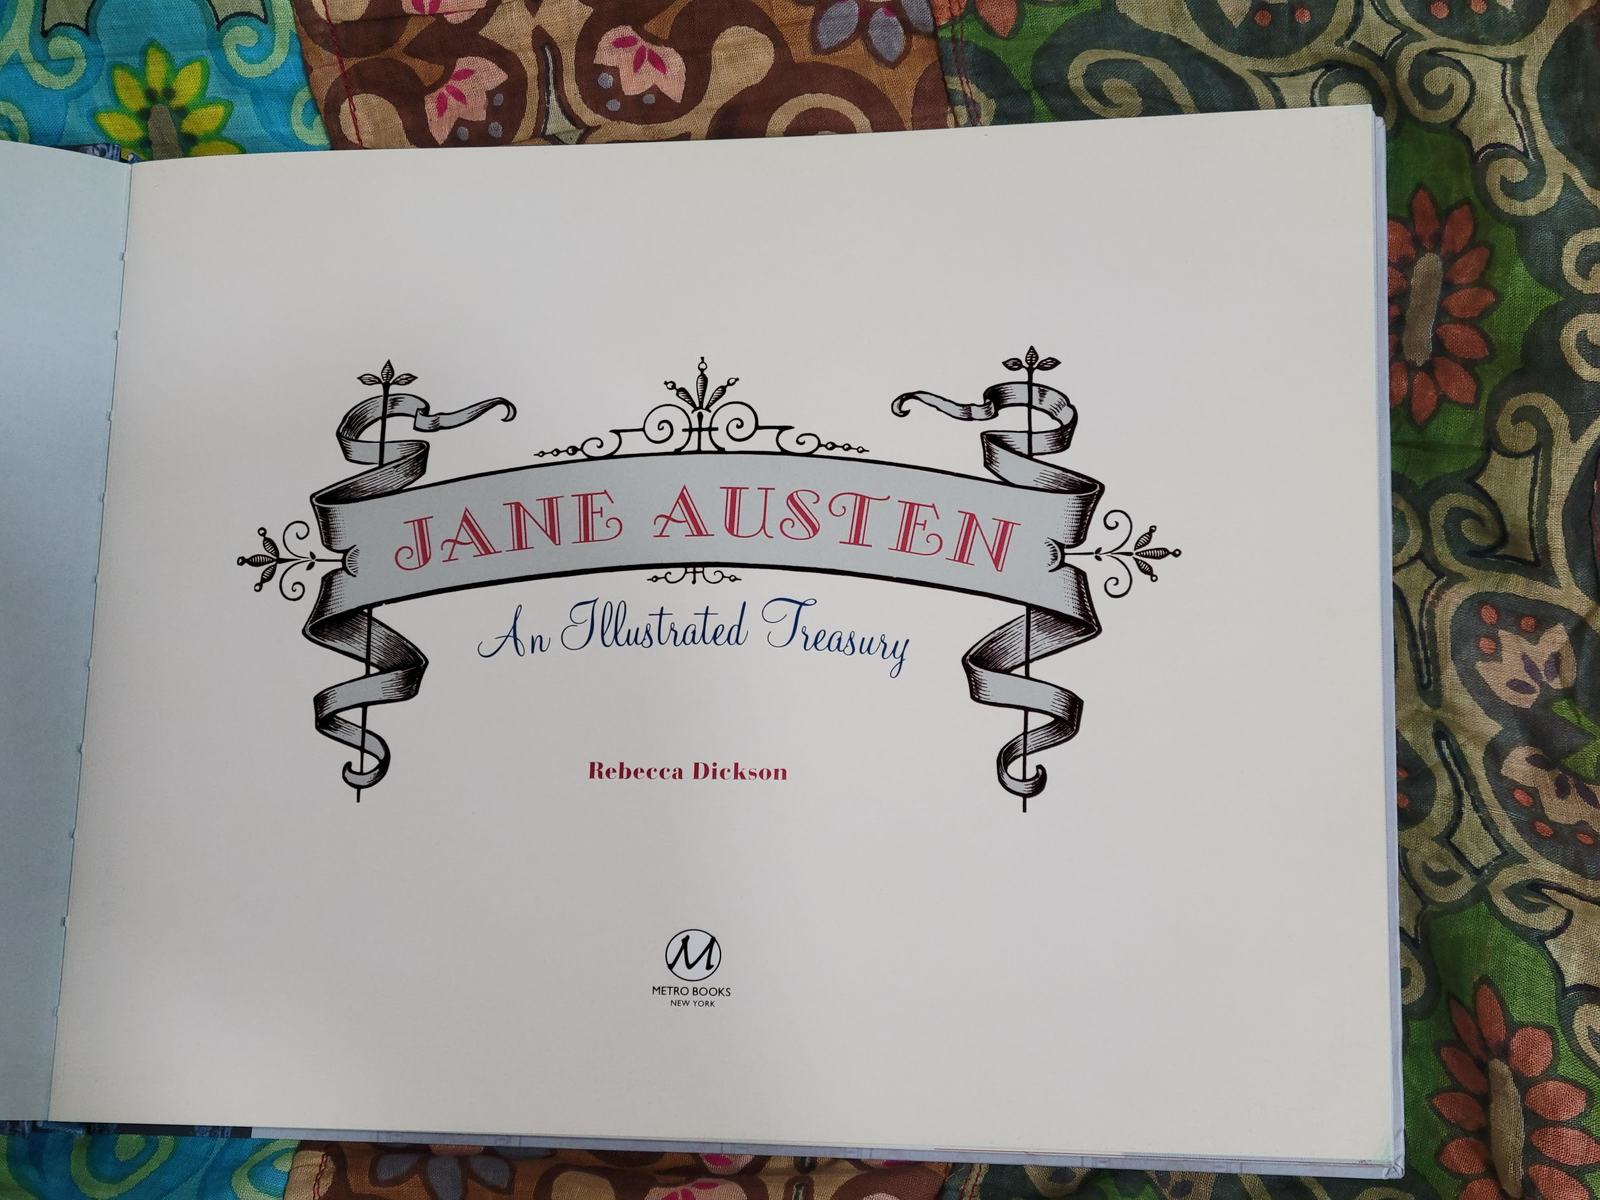 JANE AUSTEN
An Illustrated Treasury
Rebecca Dickson
M
METRO BOOKS
NEW YORK